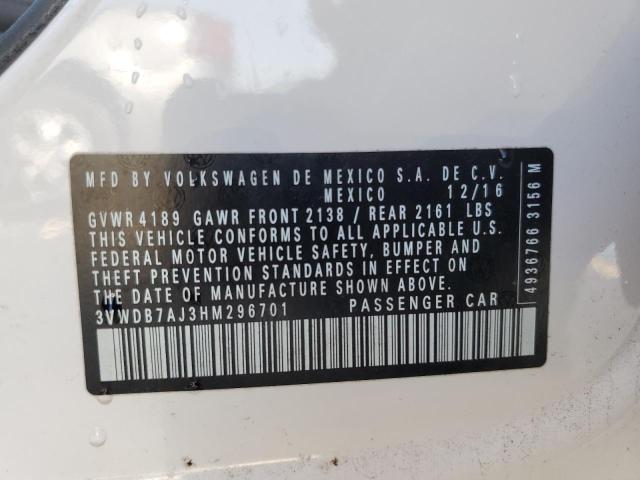 MFD BY VOLKSWAGEN DE MEXICO S.A. DE C.V.
MEXICO 12/16
GVWR 4189 GAWR FRONT 2138 / REAR 2161 LBS
THIS VEHICLE CONFORMS TO ALL APPLICABLE U.S.
FEDERAL MOTOR VEHICLE SAFETY, BUMPER AND
THEFT PREVENTION STANDARDS IN EFFECT ON
THE DATE OF MANUFACTURE SHOWN ABOVE.
3VWDB7AJ3HM296701 PASSENGER CAR
4936766 3156 M